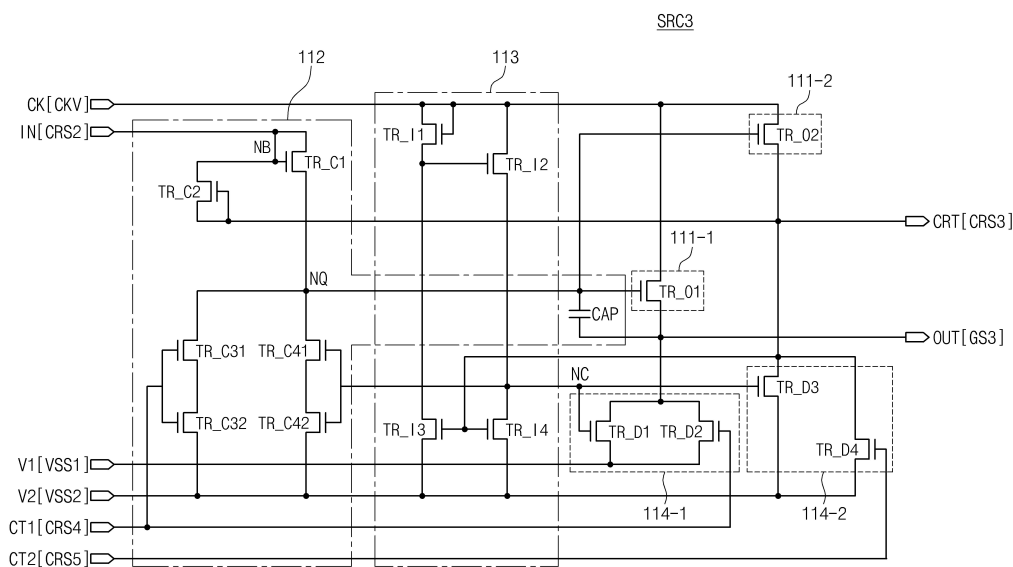 SRC3
112
113
111-2
CK[CKV]
IN[CRS2]
NB
TR_C1
TR_C2
TR_I1
TR_I2
TR_O2
CRT[CRS3]
111-1
NQ
TR_O1
CAP
OUT[GS3]
TR_C31
TR_C41
NC
TR_D3
TR_C32
TR_C42
TR_I3
TR_I4
TR_D1
TR_D2
TR_D4
V1[VSS1]
V2[VSS2]
114-1
114-2
CT1[CRS4]
CT2[CRS5]